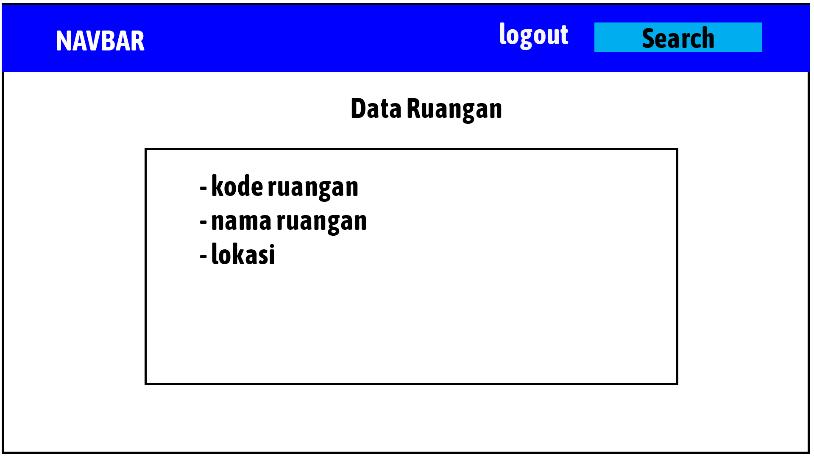 NAVBAR
logout
Search
Data Ruangan
- kode ruangan
- nama ruangan
- lokasi